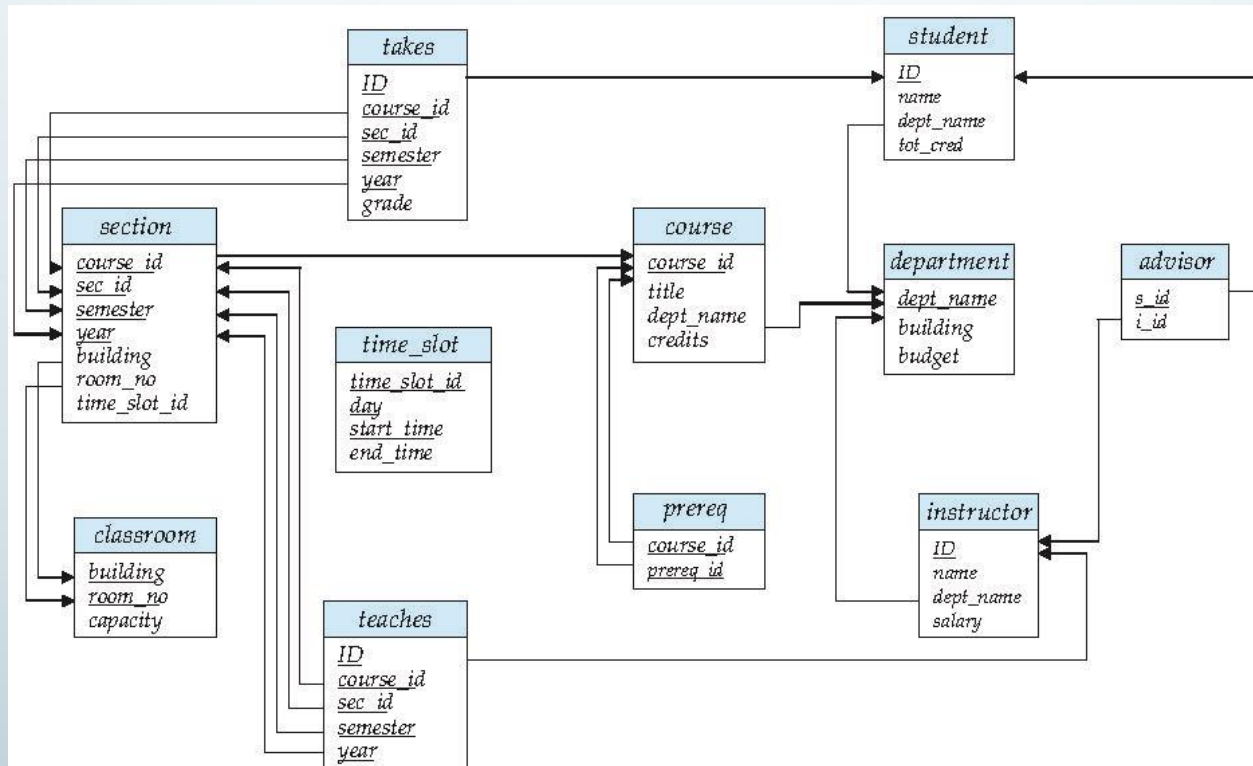 takes
ID
course_id
sec_id
semester
year
grade
student
ID
name
dept_name
tot_cred
section
course_id
sec_id
semester
year
building
room_no
time_slot_id
course
course_id
title
dept_name
credits
department
dept_name
building
budget
advisor
s_id
i_id
time_slot
time_slot_id
day
start_time
end_time
prereq
course_id
prereq_id
instructor
ID
name
dept_name
salary
classroom
building
room_no
capacity
teaches
ID
course_id
sec_id
semester
year